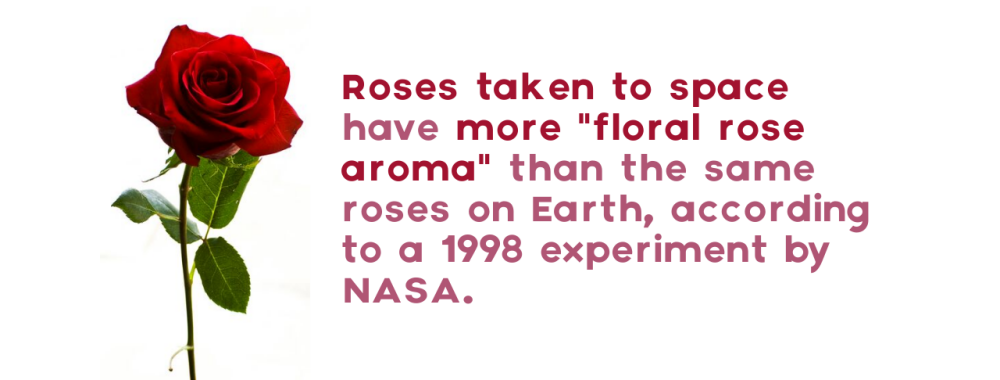 Roses taken to space
have more "floral rose
aroma" than the same
roses on Earth, according
to a 1998 experiment by
NASA.